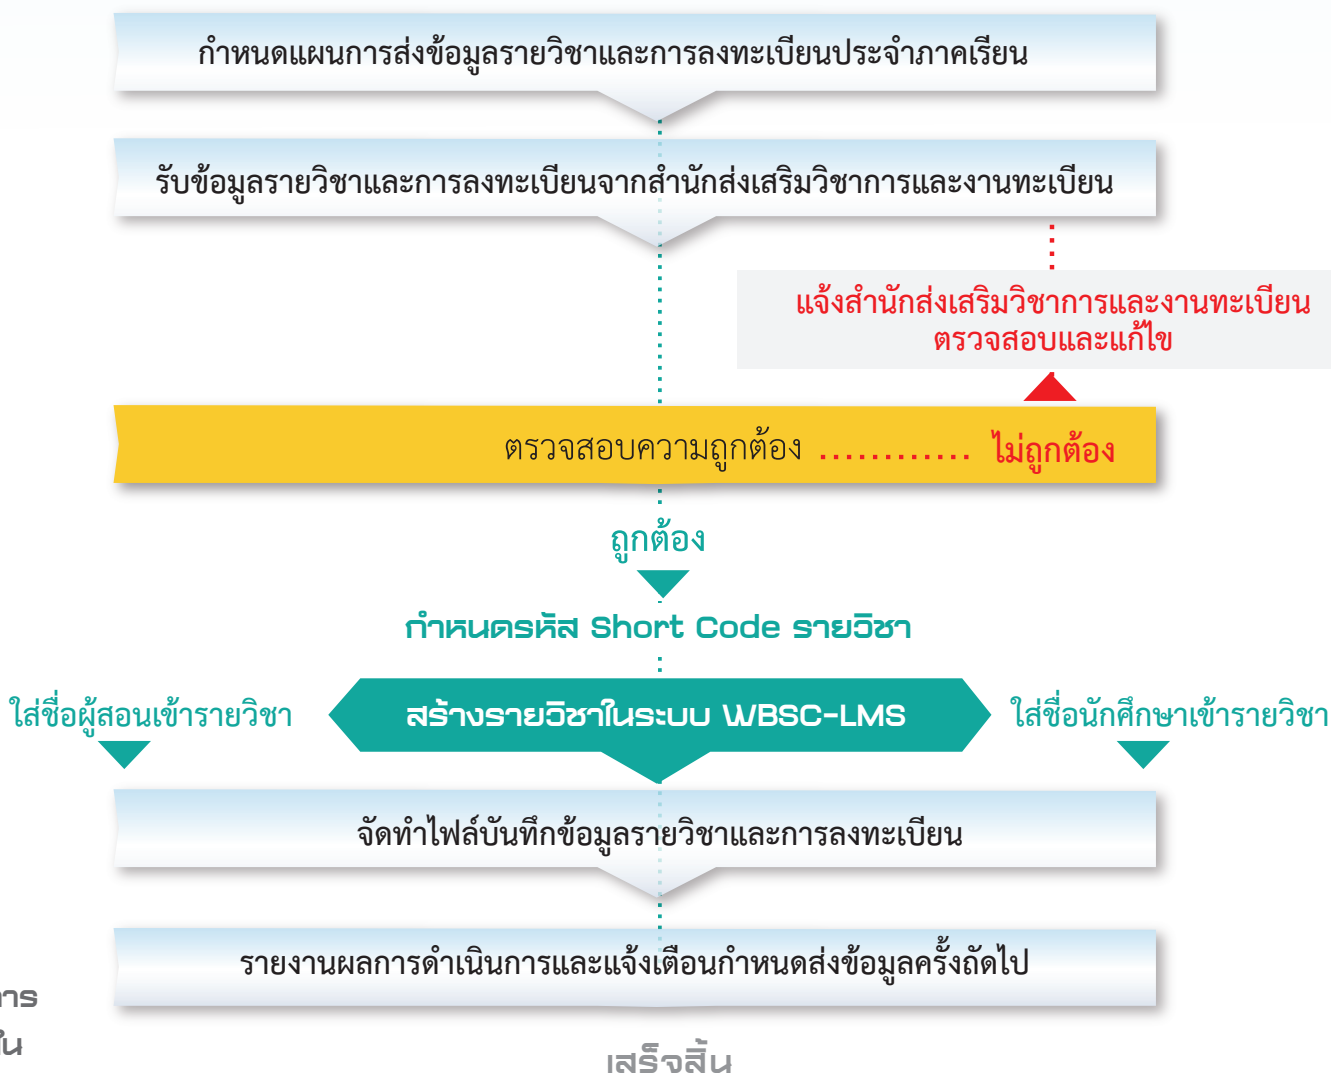 กำหนดแผนการส่งข้อมูลรายวิชาและการลงทะเบียนประจำภาคเรียน
รับข้อมูลรายวิชาและการลงทะเบียนจากสำนักส่งเสริมวิชาการและงานทะเบียน
แจ้งสำนักส่งเสริมวิชาการและงานทะเบียน
ตรวจสอบและแก้ไข
ตรวจสอบความถูกต้อง ............ ไม่ถูกต้อง
ถูกต้อง
กำหนดรหัส Short Code รายวิชา
ใส่ชื่อผู้สอนเข้ารายวิชา
สร้างรายวิชาในระบบ WBSC-LMS
ใส่ชื่อนักศึกษาเข้ารายวิชา
จัดทำไฟล์บันทึกข้อมูลรายวิชาและการลงทะเบียน
รายงานผลการดำเนินการและแจ้งเตือนกำหนดส่งข้อมูลครั้งถัดไป
เสร็จสิ้น